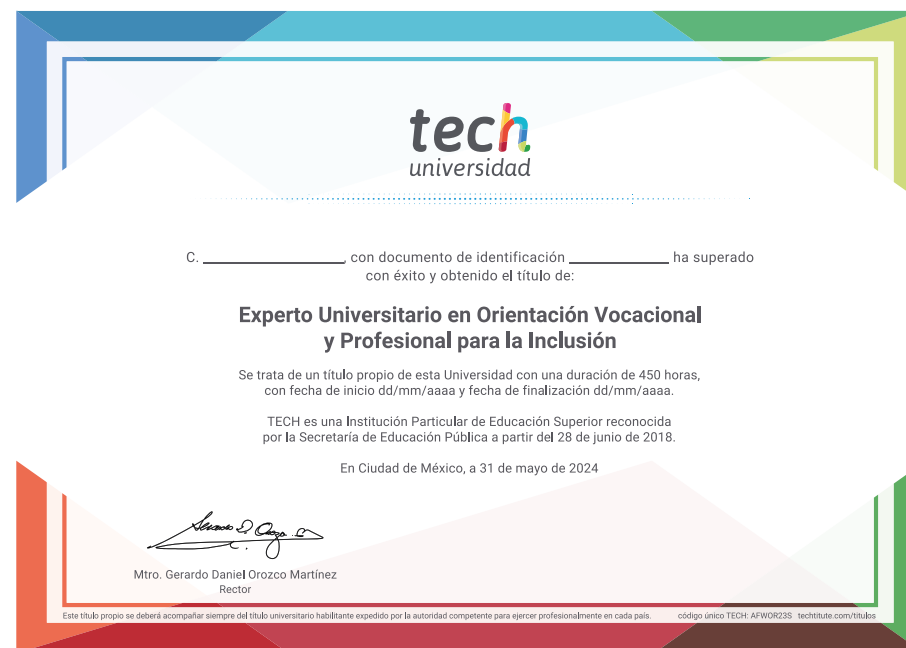 tech
universidad
C. ____________, con documento de identificación ____________ ha superado
con éxito y obtenido el título de:
Experto Universitario en Orientación Vocacional
y Profesional para la Inclusión
Se trata de un título propio de esta Universidad con una duración de 450 horas,
con fecha de inicio dd/mm/aaaa y fecha de finalización dd/mm/aaaa.
TECH es una Institución Particular de Educación Superior reconocida
por la Secretaría de Educación Pública a partir del 28 de junio de 2018.
En Ciudad de México, a 31 de mayo de 2024
Mtro. Gerardo Daniel Orozco Martínez
Rector
Este título propio se deberá acompañar siempre del título universitario habilitante expedido por la autoridad competente para ejercer profesionalmente en cada país. código único TECH: AFWOR23S techtitute.com/titulos